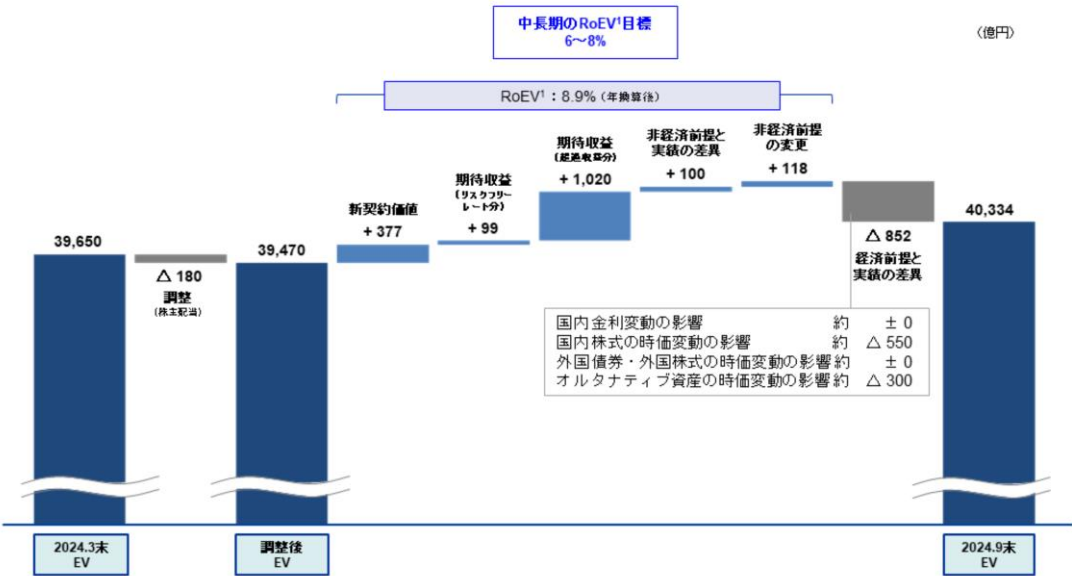 中長期のRoEV¹目標
6～8%
（億円）
RoEV¹：8.9%（年換算後）
39,650
△ 180
調整
（株主配当）
39,470
新契約価値
+ 377
期待収益
（リスクフリー
レート分）
+ 99
期待収益
（超過収益分）
+ 1,020
非経済前提と
実績の差異
+ 100
非経済前提
の変更
+ 118
△ 852
経済前提と
実績の差異
40,334
国内金利変動の影響 約 ± 0
国内株式の時価変動の影響 約 △ 550
外国債券・外国株式の時価変動の影響 約 ± 0
オルタナティブ資産の時価変動の影響 約 △ 300
2024.3末
EV
調整後
EV
2024.9末
EV